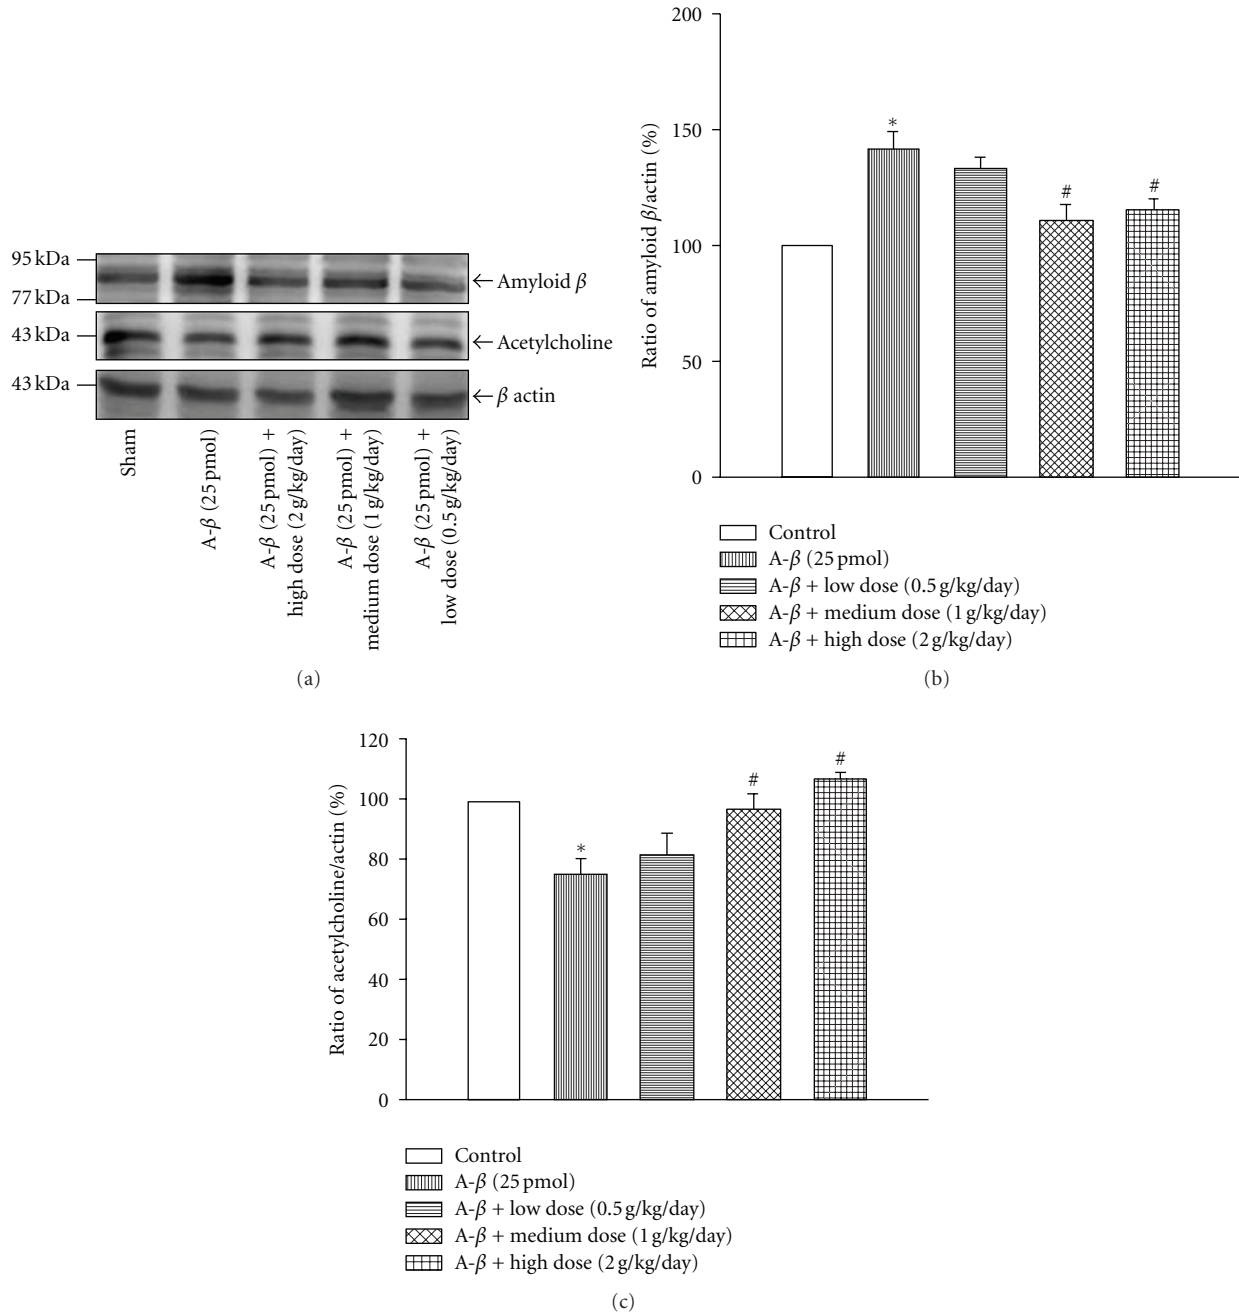 95 kDa
77 kDa
← Amyloid β
43 kDa
← Acetylcholine
43 kDa
← β actin
Sham
A-β (25 pmol)
A-β (25 pmol) +
high dose (2 g/kg/day)
A-β (25 pmol) +
medium dose (1 g/kg/day)
A-β (25 pmol) +
low dose (0.5 g/kg/day)
(a)
Ratio of amyloid β/actin (%)
200
150
100
50
0
*
#
#
Control
A-β (25 pmol)
A-β + low dose (0.5 g/kg/day)
A-β + medium dose (1 g/kg/day)
A-β + high dose (2 g/kg/day)
(b)
Ratio of acetylcholine/actin (%)
120
100
80
60
40
20
0
*
#
#
Control
A-β (25 pmol)
A-β + low dose (0.5 g/kg/day)
A-β + medium dose (1 g/kg/day)
A-β + high dose (2 g/kg/day)
(c)